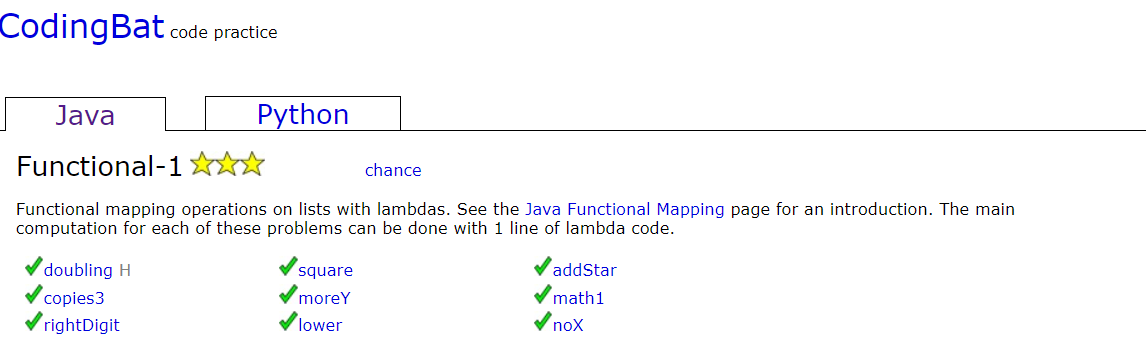 CodingBat code practice
Java
Python
Functional-1
chance
Functional mapping operations on lists with lambdas. See the Java Functional Mapping page for an introduction. The main
computation for each of these problems can be done with 1 line of lambda code.
doubling H
square
addStar
copies3
moreY
math1
rightDigit
lower
noX